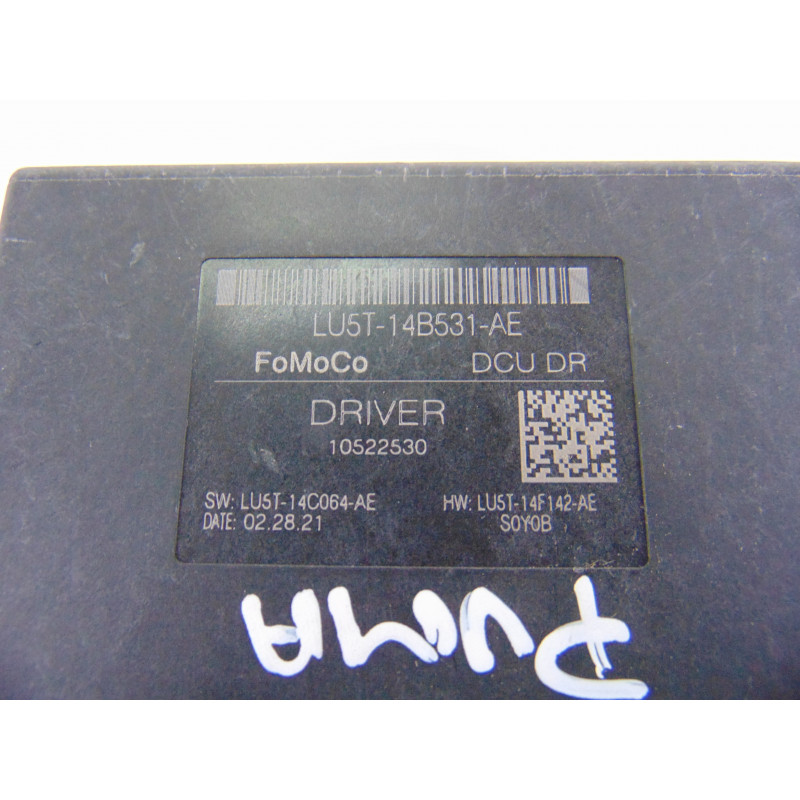 LU5T-14B531-AE
FoMoCo DCU DR
DRIVER
10522530
SW: LU5T-14C064-AE HW: LU5T-14F142-AE
DATE: 02.28.21 S0Y0B
PUMA